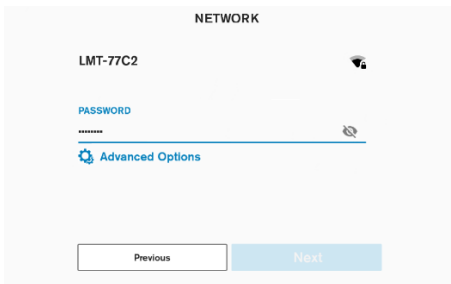 NETWORK
LMT-77C2
PASSWORD
••••••••
Advanced Options
Previous
Next